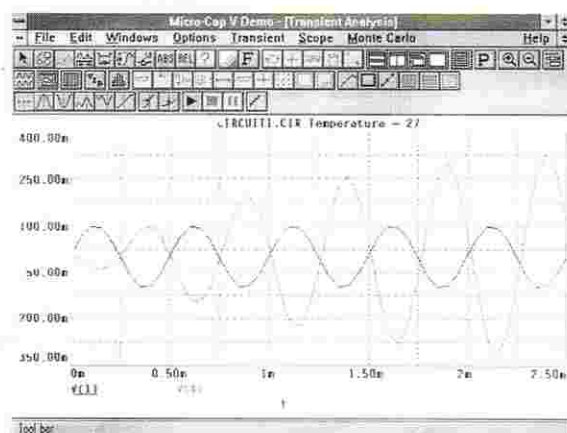 Micro-Cap V Demo - [Transient Analysis]
File Edit Windows Options Transient Scope Monte Carlo Help
ABS REL ? F P
CIRCUIT1.CIR Temperature = 27
400.00m
250.00m
100.00m
50.00m
200.00m
350.00m
0m 0.50m 1m 1.50m 2m 2.50m
V(1)
T
Tool bar